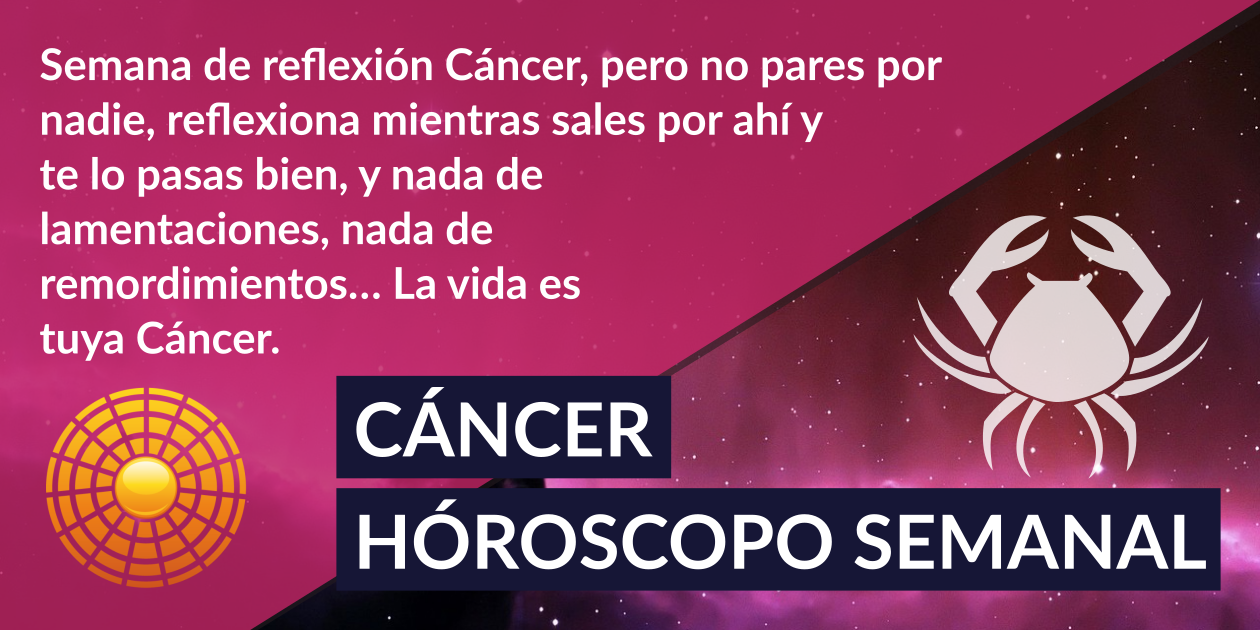 Semana de reflexión Cáncer, pero no pares por
nadie, reflexiona mientras sales por ahí y
te lo pasas bien, y nada de
lamentaciones, nada de
remordimientos... La vida es
tuya Cáncer.
CÁNCER
HÓROSCOPO SEMANAL